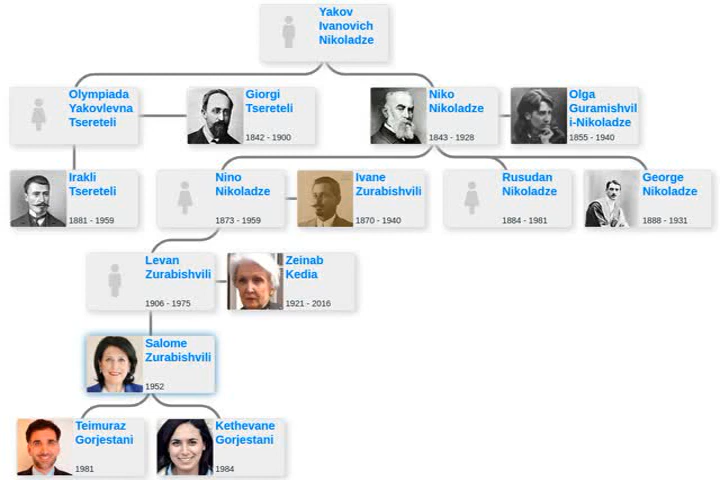 Yakov
Ivanovich
Nikoladze
Olympiada
Yakovlevna
Tsereteli
Giorgi
Tsereteli
1842 - 1900
Niko
Nikoladze
1843 - 1928
Olga
Guramishvil
i-Nikoladze
1855 - 1940
Irakli
Tsereteli
1881 - 1959
Nino
Nikoladze
1873 - 1959
Ivane
Zurabishvili
1870 - 1940
Rusudan
Nikoladze
1884 - 1981
George
Nikoladze
1888 - 1931
Levan
Zurabishvili
1906 - 1975
Zeinab
Kedia
1921 - 2016
Salome
Zurabishvili
1952
Teimuraz
Gorjestani
1981
Kethevane
Gorjestani
1984